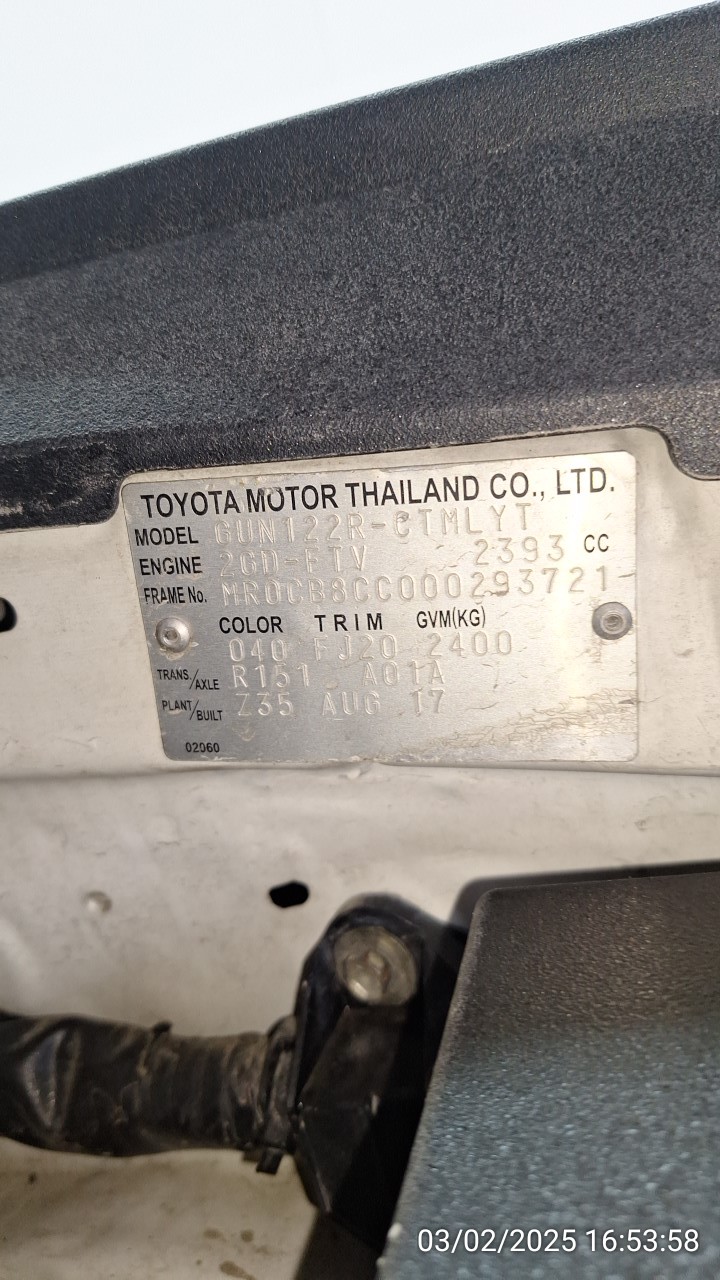 TOYOTA MOTOR THAILAND CO., LTD.
MODEL GUN122R-CTMLYT
ENGINE 2GD-FTV 2393 CC
FRAME No. MR0CB8CC000293721
COLOR TRIM GVM(KG)
040 FJ20 2400
TRANS./AXLE R151 A01A
PLANT/BUILT Z35 AUG 17
02060
03/02/2025 16:53:58